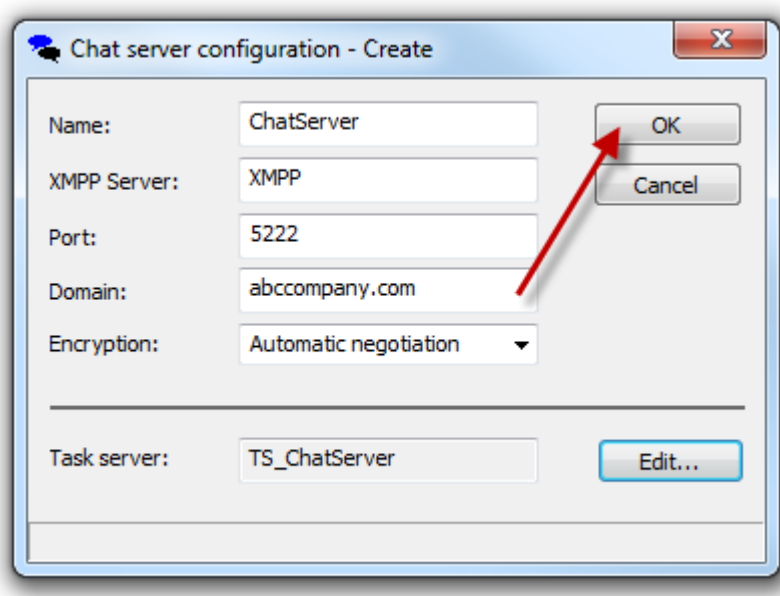 Chat server configuration - Create
Name: ChatServer OK
XMPP Server: XMPP Cancel
Port: 5222
Domain: abccompany.com
Encryption: Automatic negotiation
Task server: TS_ChatServer Edit...